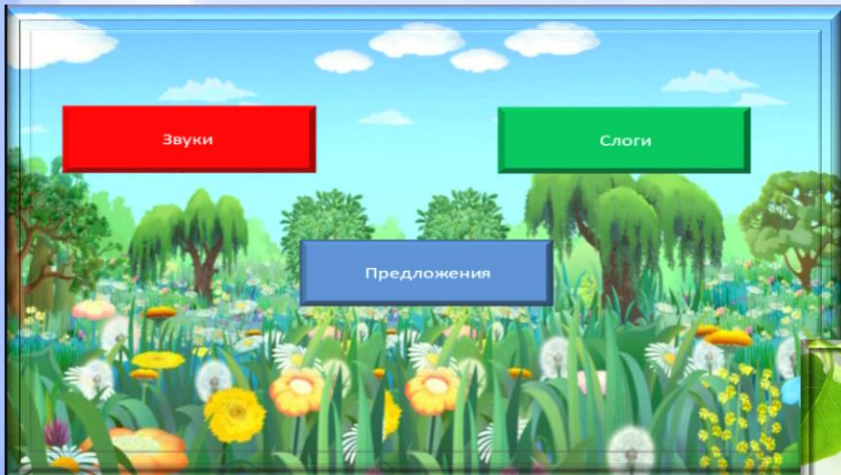 Звуки
Слоги
Предложения